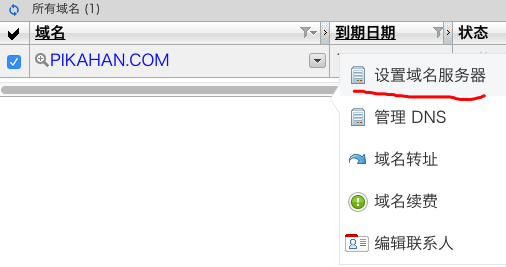 所有域名 (1)
域名 到期日期 状态
PIKAHAN.COM
设置域名服务器
管理 DNS
域名转址
域名续费
编辑联系人